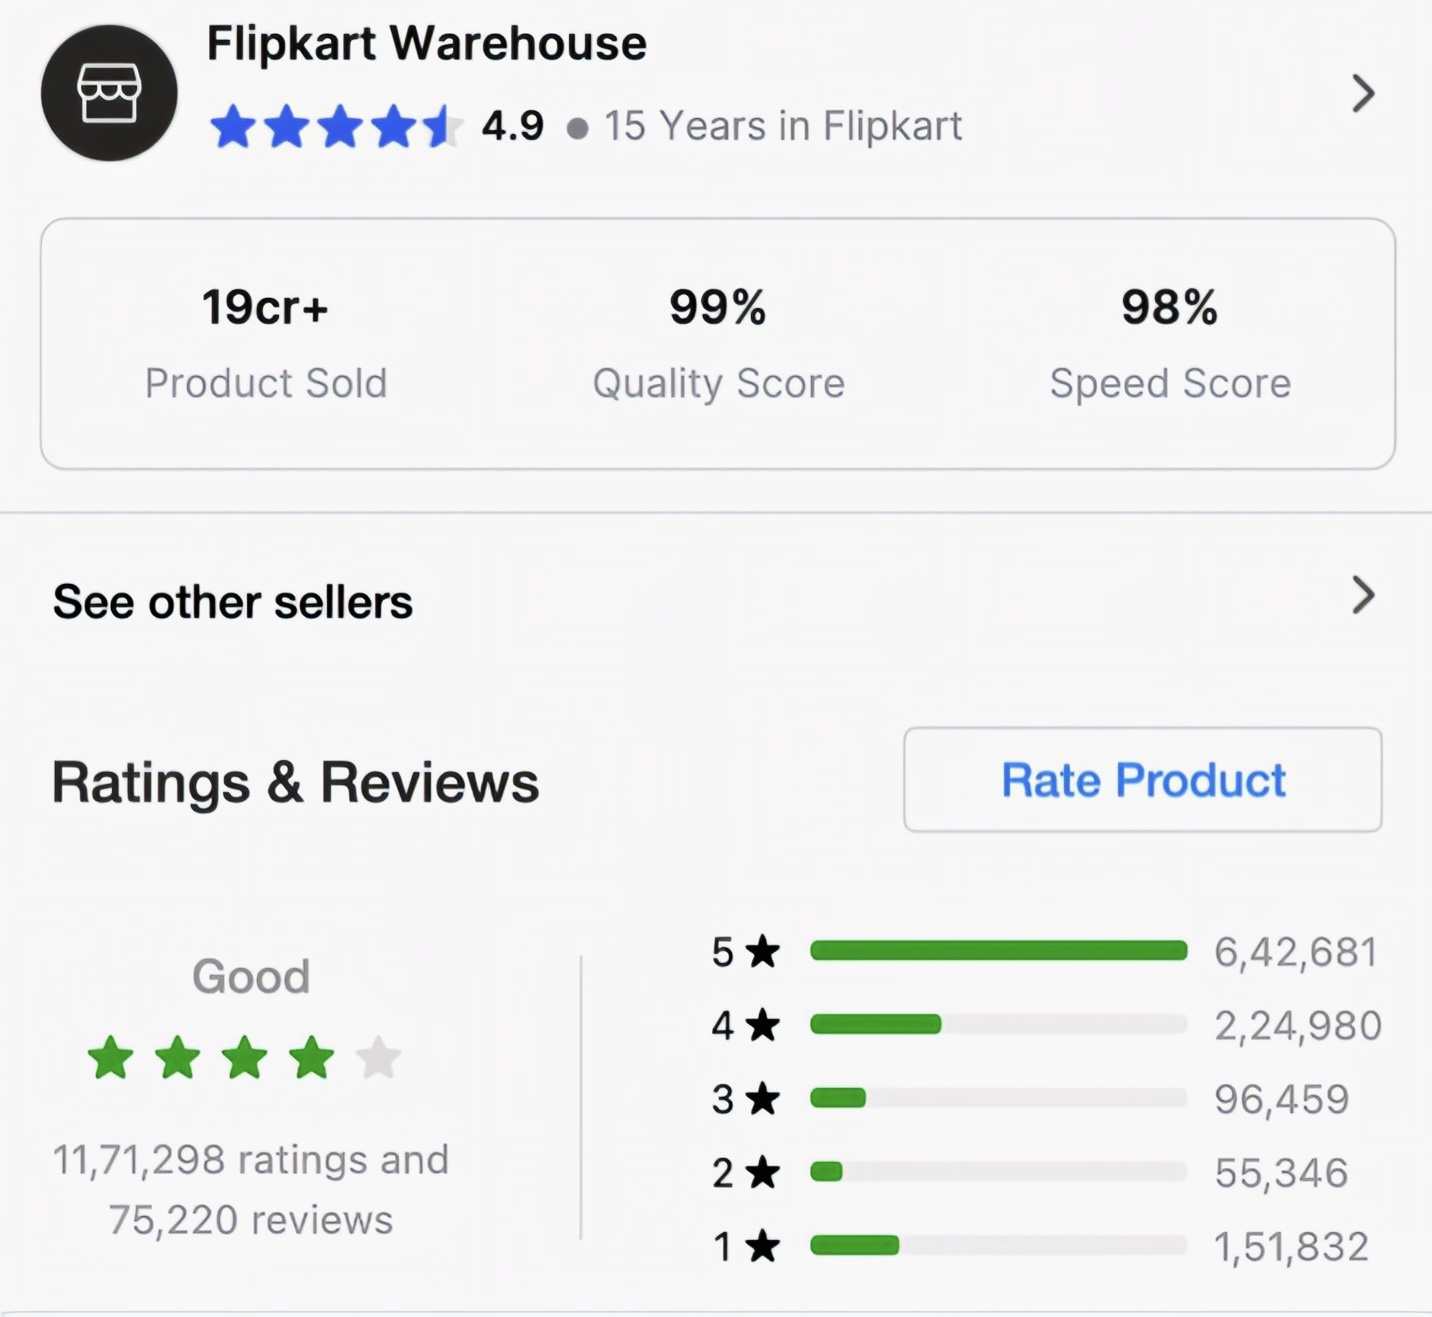 Flipkart Warehouse
4.9 ● 15 Years in Flipkart
19cr+ 99% 98%
Product Sold Quality Score Speed Score
See other sellers
Ratings & Reviews
Rate Product
Good
11,71,298 ratings and
75,220 reviews
5 ★ 6,42,681
4 ★ 2,24,980
3 ★ 96,459
2 ★ 55,346
1 ★ 1,51,832